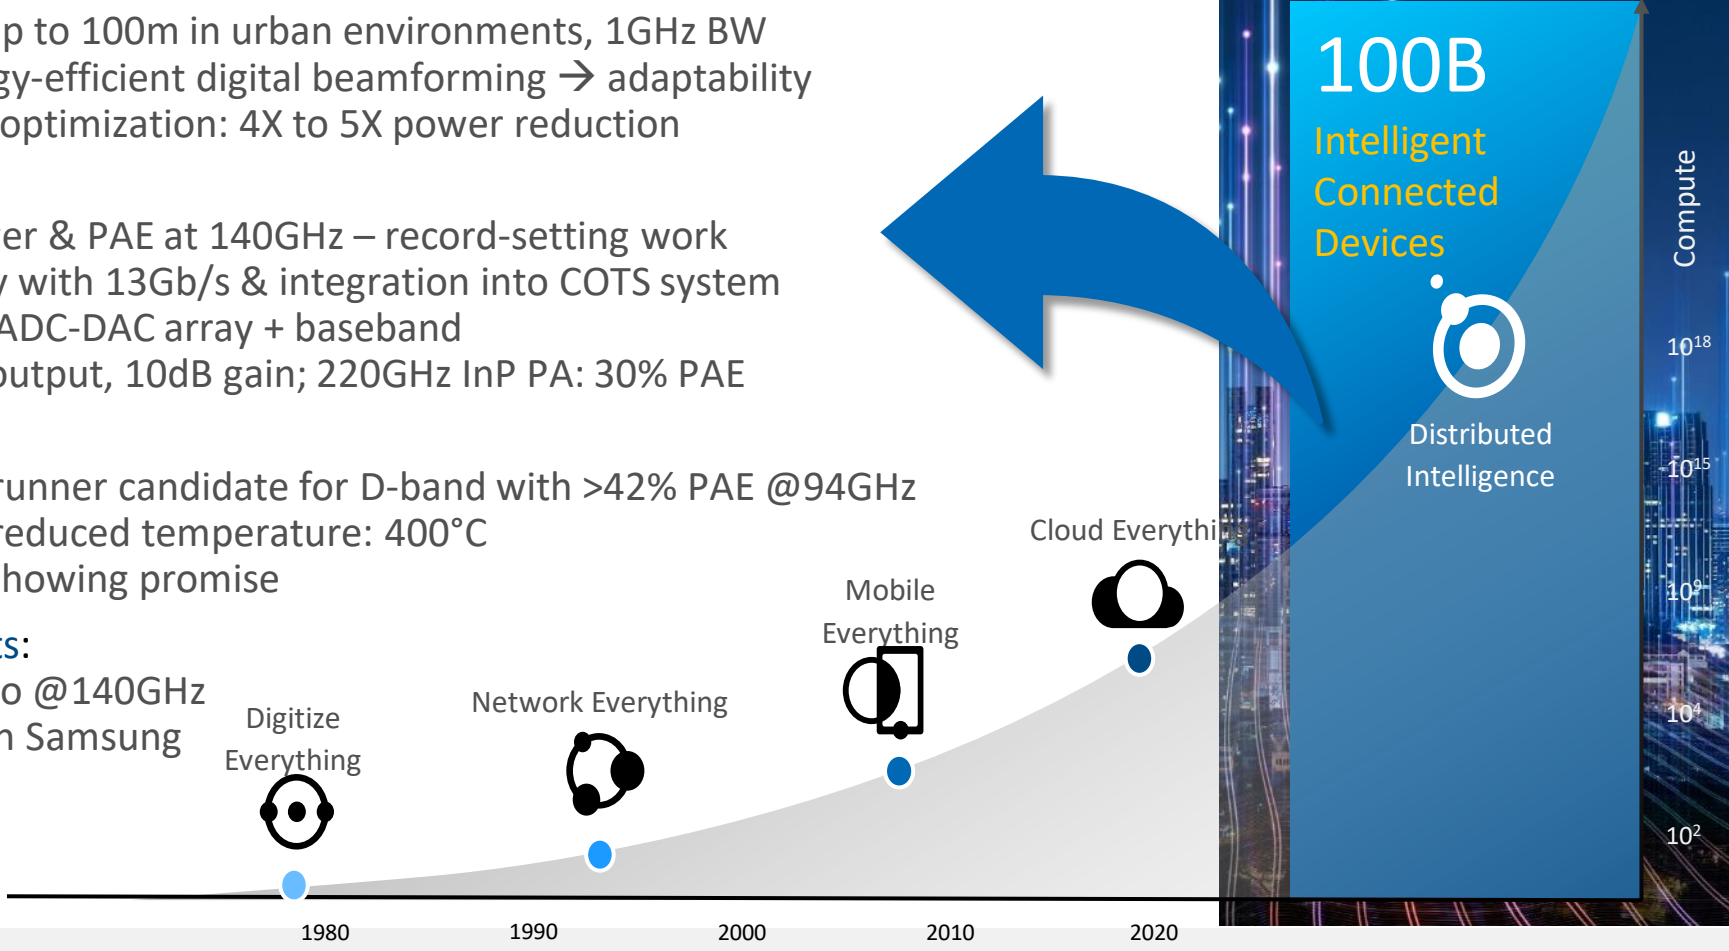 p to 100m in urban environments, 1GHz BW
gy-efficient digital beamforming → adaptability
optimization: 4X to 5X power reduction
er & PAE at 140GHz – record-setting work
y with 13Gb/s & integration into COTS system
ADC-DAC array + baseband
output, 10dB gain; 220GHz InP PA: 30% PAE
runner candidate for D-band with >42% PAE @94GHz
reduced temperature: 400°C
howing promise
ts:
o @140GHz
n Samsung
Digitize
Everything
Network Everything
Mobile
Everything
Cloud Everythin
100B
Intelligent
Connected
Devices
Distributed
Intelligence
Compute
10¹⁸
10¹⁵
10⁹
10⁴
10²
1980
1990
2000
2010
2020